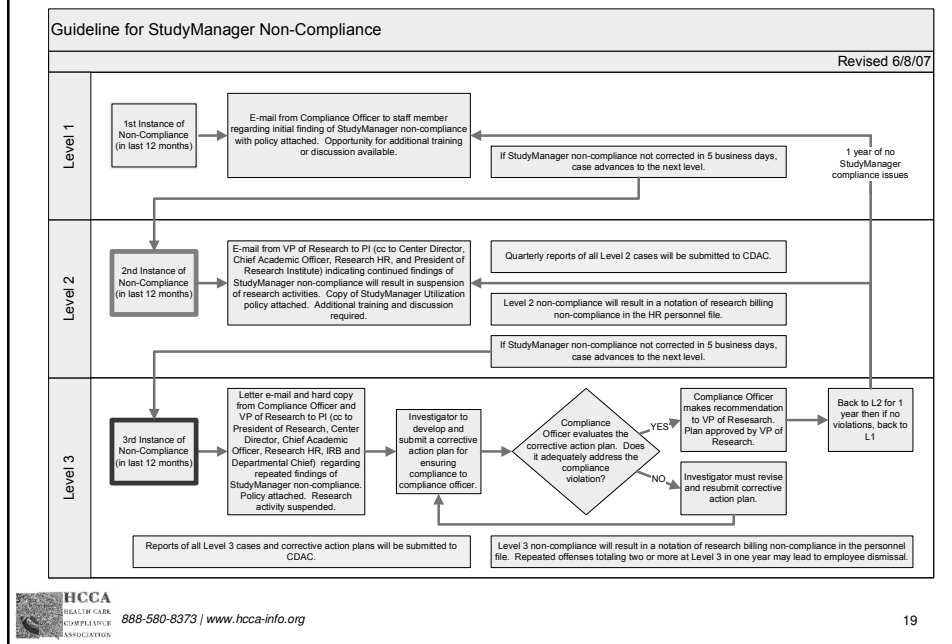 Guideline for StudyManager Non-Compliance
Revised 6/8/07
Level 1
1st Instance of
Non-Compliance
(in last 12 months)
E-mail from Compliance Officer to staff member
regarding initial finding of StudyManager non-compliance
with policy attached. Opportunity for additional training
or discussion available.
If StudyManager non-compliance not corrected in 5 business days,
case advances to the next level.
1 year of no
StudyManager
compliance issues
Level 2
2nd Instance of
Non-Compliance
(in last 12 months)
E-mail from VP of Research to PI (cc to Center Director,
Chief Academic Officer, Research HR, and President of
Research Institute) indicating continued findings of
StudyManager non-compliance will result in suspension
of research activities. Copy of StudyManager Utilization
policy attached. Additional training and discussion
required.
Quarterly reports of all Level 2 cases will be submitted to CDAC.
Level 2 non-compliance will result in a notation of research billing
non-compliance in the HR personnel file.
If StudyManager non-compliance not corrected in 5 business days,
case advances to the next level.
Level 3
3rd Instance of
Non-Compliance
(in last 12 months)
Letter e-mail and hard copy
from Compliance Officer and
VP of Research to PI (cc to
President of Research, Center
Director, Chief Academic
Officer, Research HR, IRB and
Departmental Chief) regarding
repeated findings of
StudyManager non-compliance.
Policy attached. Research
activity suspended.
Investigator to
develop and
submit a corrective
action plan for
ensuring
compliance to
compliance officer.
Compliance
Officer evaluates the
corrective action plan. Does
it adequately address the
compliance
violation?
YES
Compliance Officer
makes recommendation
to VP of Resesarch.
Plan approved by VP of
Research.
Back to L2 for 1
year then if no
violations, back to
L1
NO
Investigator must revise
and resubmit corrective
action plan.
Reports of all Level 3 cases and corrective action plans will be submitted to
CDAC.
Level 3 non-compliance will result in a notation of research billing non-compliance in the personnel
file. Repeated offenses totaling two or more at Level 3 in one year may lead to employee dismissal.
HCCA
HEALTH CARE
COMPLIANCE
ASSOCIATION
888-580-8373 | www.hcca-info.org
19